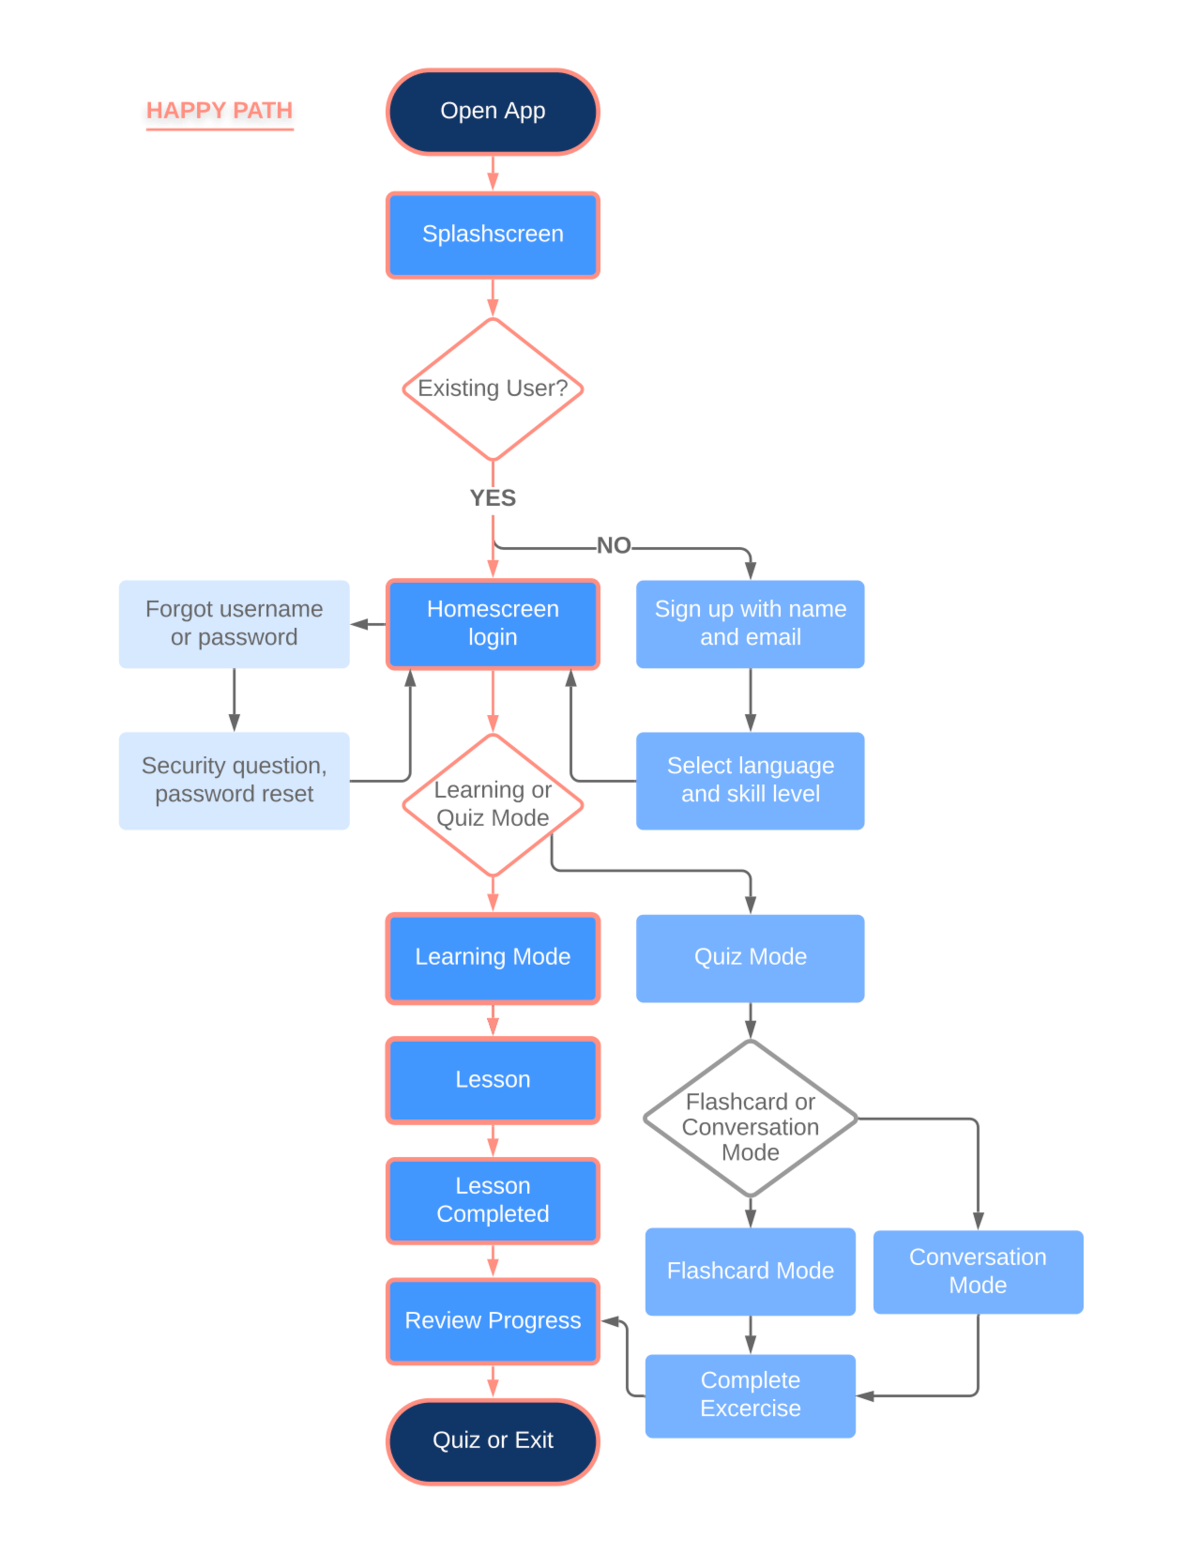 HAPPY PATH
Open App
Splashscreen
Existing User?
YES
NO
Forgot username
or password
Homescreen
login
Sign up with name
and email
Security question,
password reset
Learning or
Quiz Mode
Select language
and skill level
Learning Mode
Quiz Mode
Lesson
Flashcard or
Conversation
Mode
Lesson
Completed
Flashcard Mode
Conversation
Mode
Review Progress
Complete
Excercise
Quiz or Exit